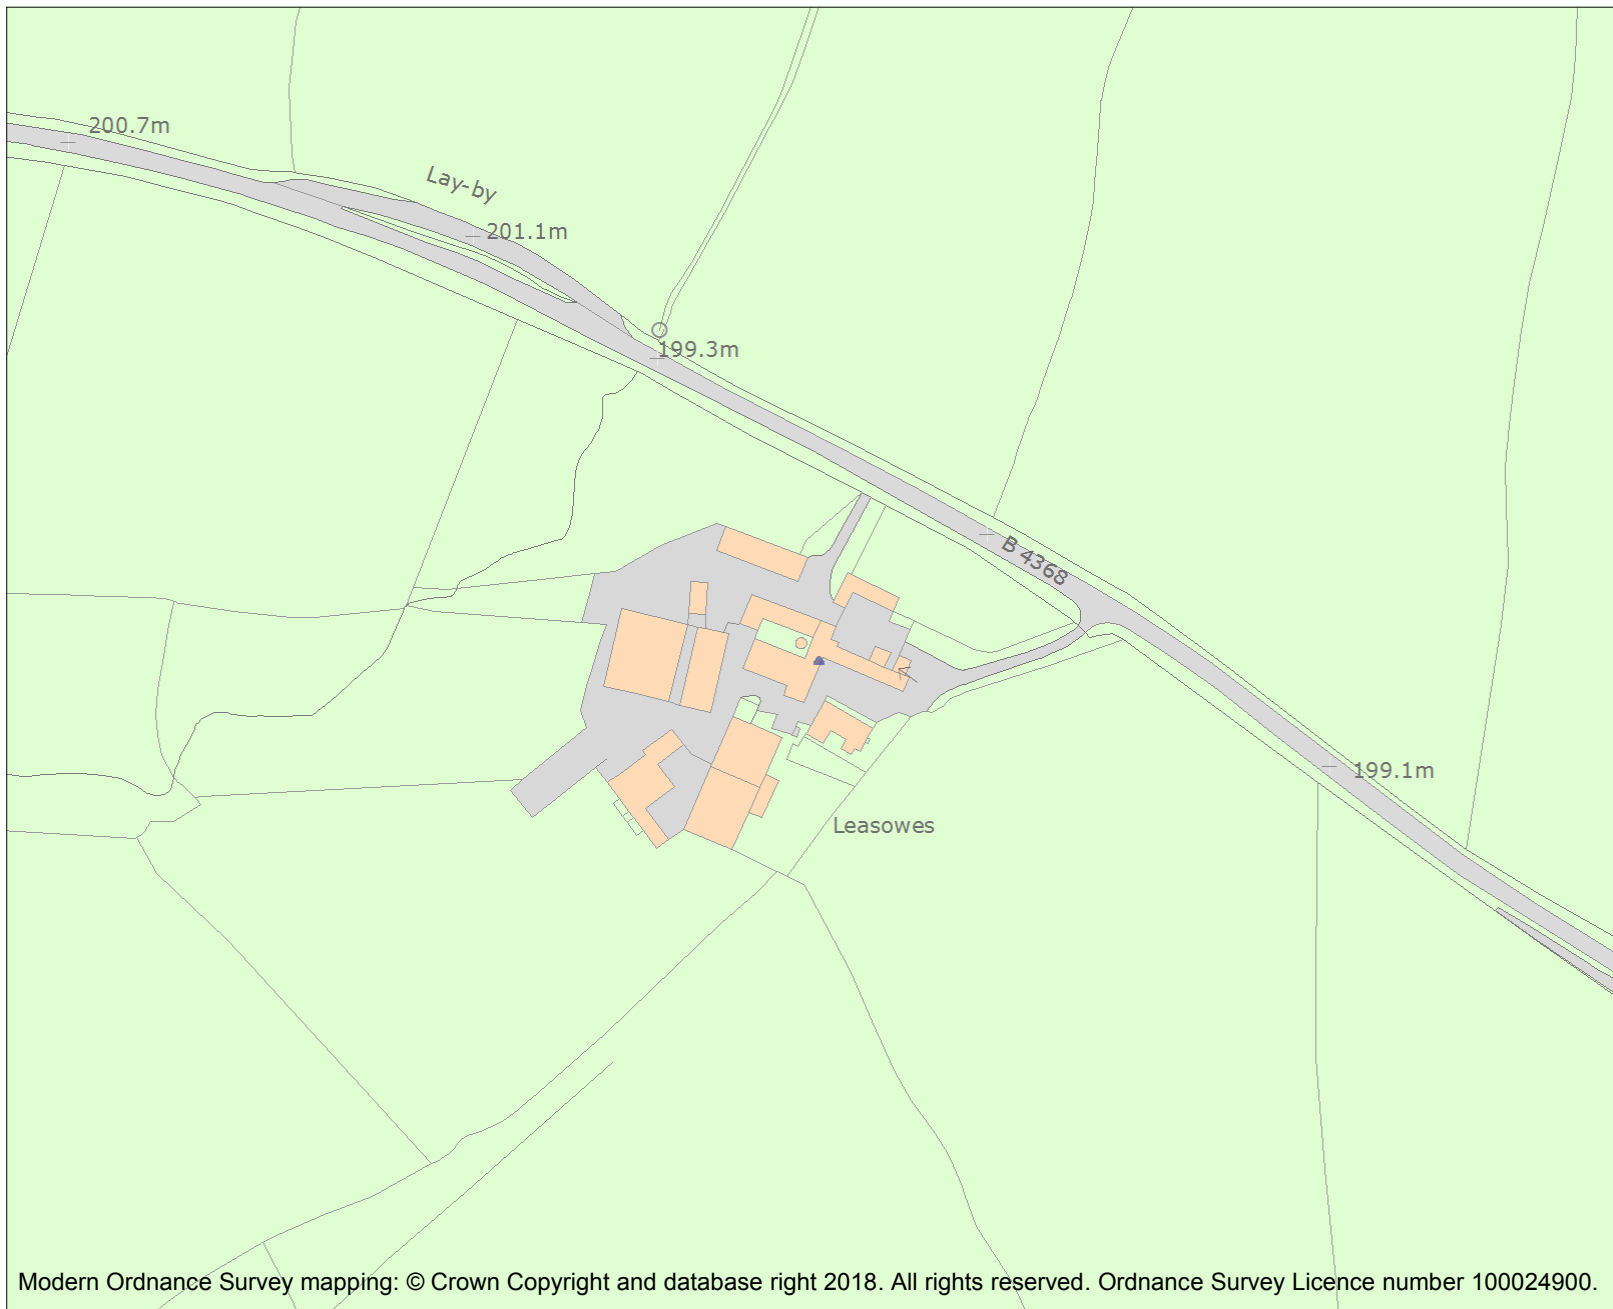 200.7m
Lay-by
201.1m
199.3m
B 4368
199.1m
Leasowes
Modern Ordnance Survey mapping: © Crown Copyright and database right 2018. All rights reserved. Ordnance Survey Licence number 100024900.